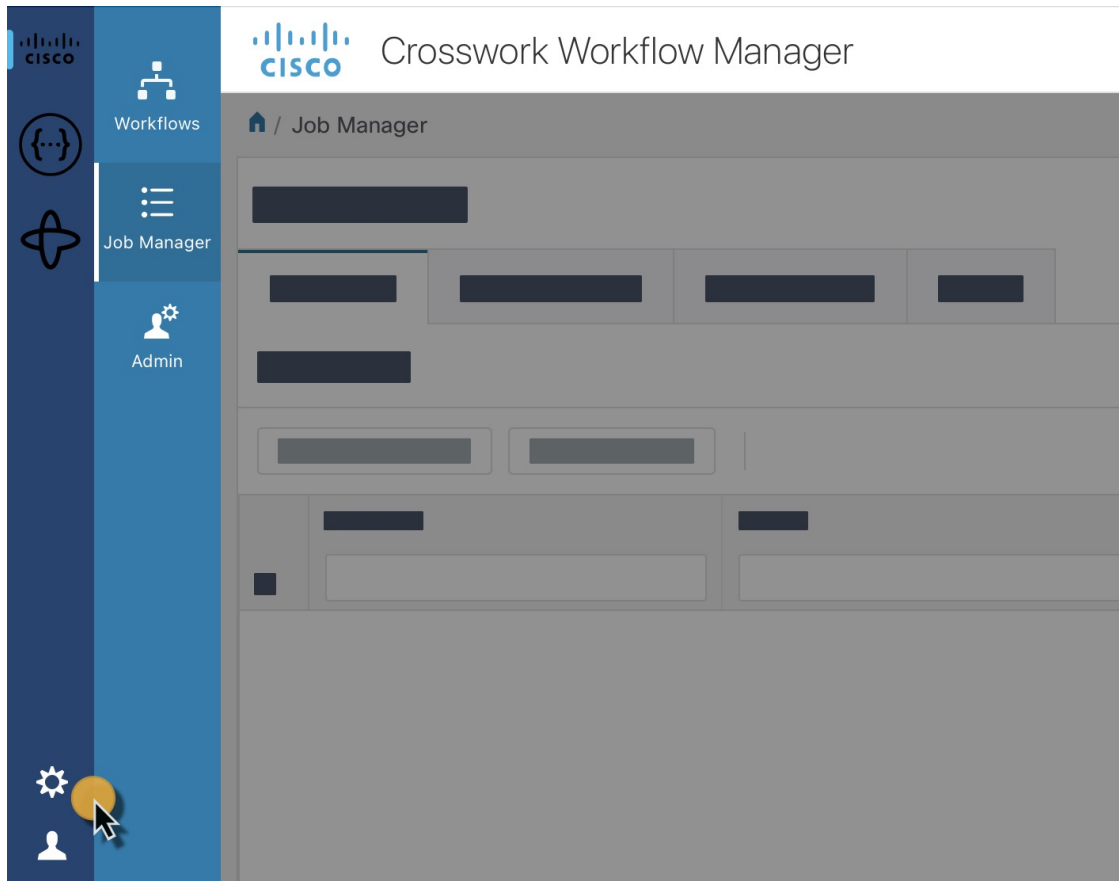 CISCO
Workflows
Job Manager
Admin
CISCO Crosswork Workflow Manager
/ Job Manager